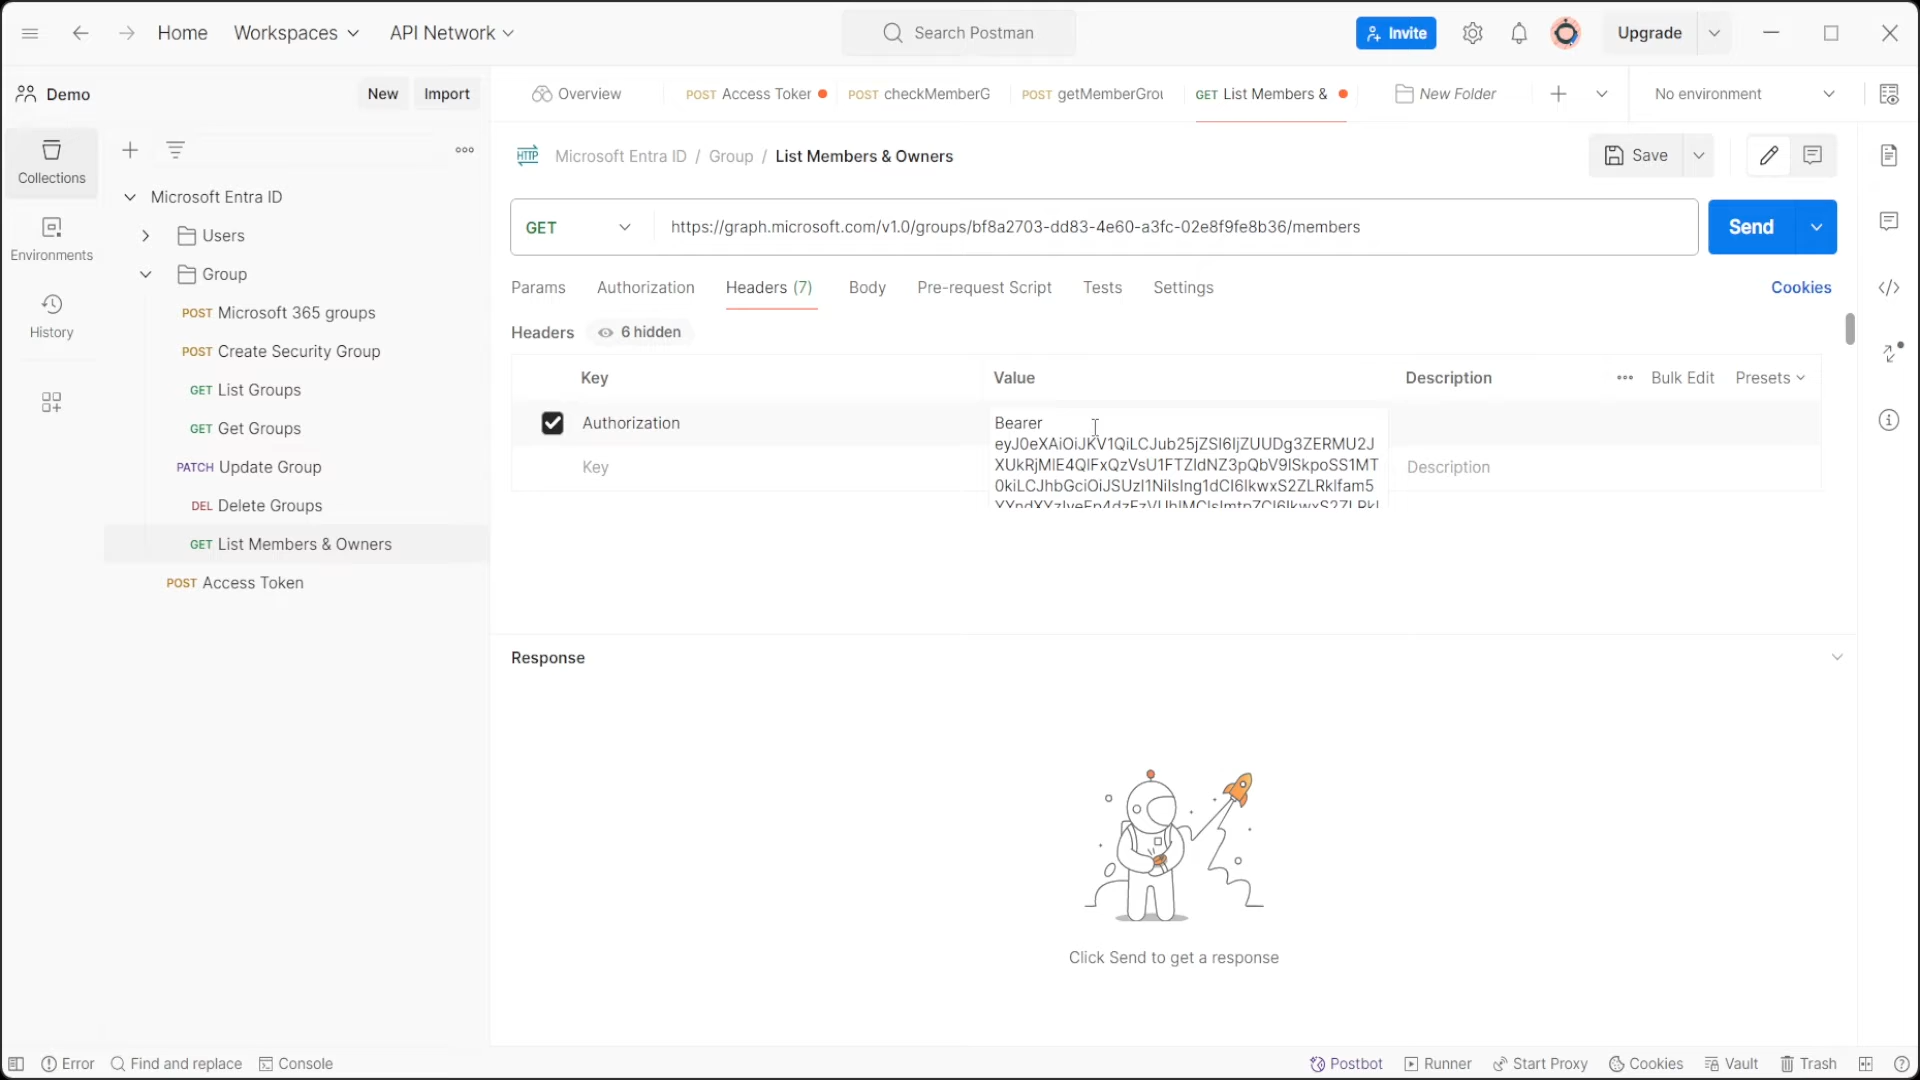 Home
Workspaces
API Network
Search Postman
Invite
Upgrade
Demo
New
Import
Overview
POST Access Token
POST checkMemberG
POST getMemberGrou
GET List Members &
New Folder
No environment
Collections
Environments
History
Microsoft Entra ID
Users
Group
POST Microsoft 365 groups
POST Create Security Group
GET List Groups
GET Get Groups
PATCH Update Group
DEL Delete Groups
GET List Members & Owners
POST Access Token
HTTP
Microsoft Entra ID / Group / List Members & Owners
Save
GET
https://graph.microsoft.com/v1.0/groups/bf8a2703-dd83-4e60-a3fc-02e8f9fe8b36/members
Send
Params
Authorization
Headers (7)
Body
Pre-request Script
Tests
Settings
Cookies
Headers
6 hidden
Key
Value
Description
Bulk Edit
Presets
Authorization
Bearer
Key
Description
Response
Click Send to get a response
Error
Find and replace
Console
Postbot
Runner
Start Proxy
Cookies
Vault
Trash